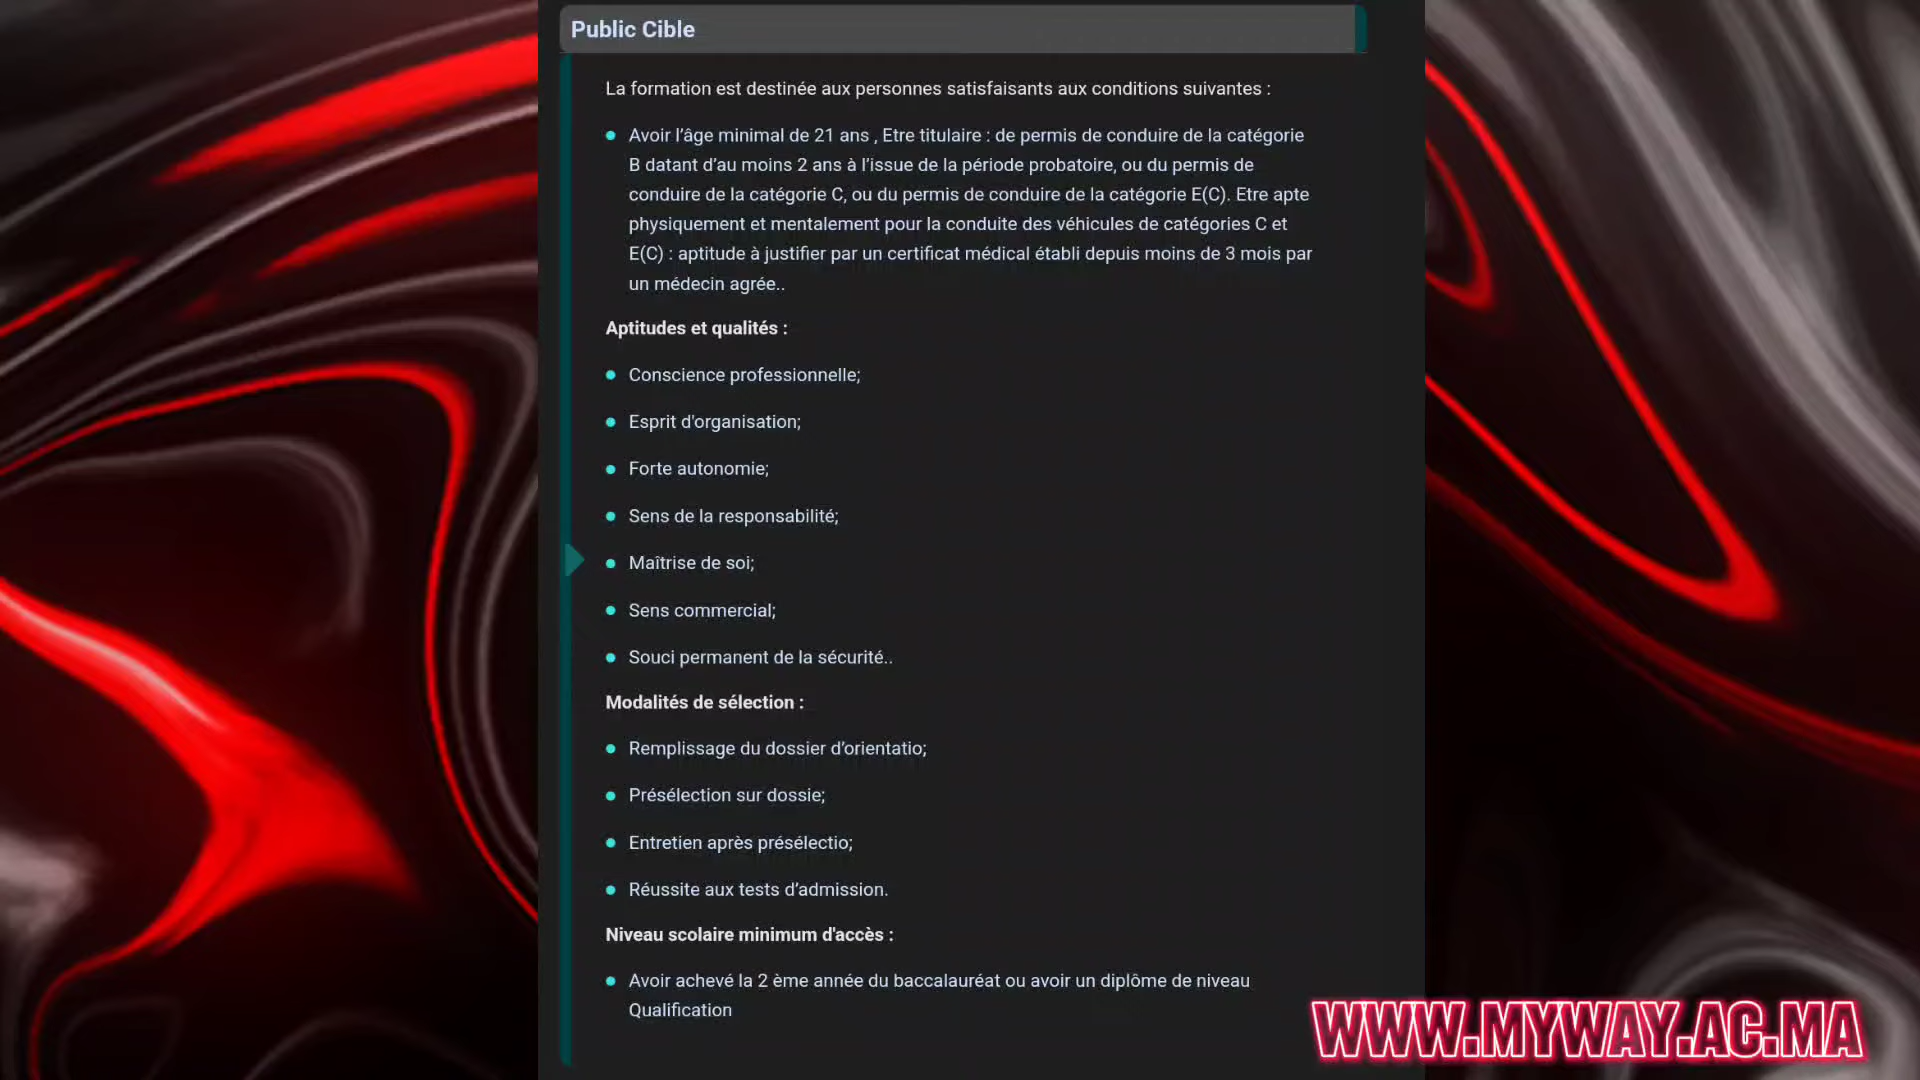 Public Cible
La formation est destinée aux personnes satisfaisants aux conditions suivantes :
Avoir l’âge minimal de 21 ans , Etre titulaire : de permis de conduire de la catégorie
B datant d’au moins 2 ans à l’issue de la période probatoire, ou du permis de
conduire de la catégorie C, ou du permis de conduire de la catégorie E(C). Etre apte
physiquement et mentalement pour la conduite des véhicules de catégories C et
E(C) : aptitude à justifier par un certificat médical établi depuis moins de 3 mois par
un médecin agrée..
Aptitudes et qualités :
Conscience professionnelle;
Esprit d'organisation;
Forte autonomie;
Sens de la responsabilité;
Maîtrise de soi;
Sens commercial;
Souci permanent de la sécurité..
Modalités de sélection :
Remplissage du dossier d’orientatio;
Présélection sur dossie;
Entretien après présélectio;
Réussite aux tests d’admission.
Niveau scolaire minimum d'accès :
Avoir achevé la 2 ème année du baccalauréat ou avoir un diplôme de niveau
Qualification
WWW.MYWAY.AC.MA